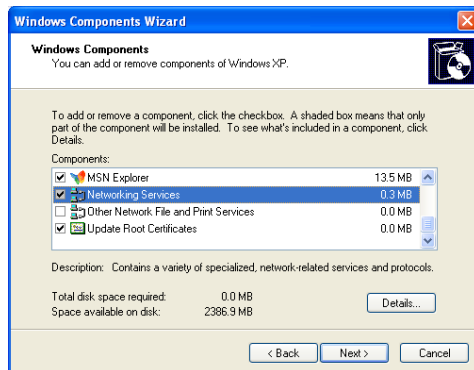 Windows Components Wizard
Windows Components
You can add or remove components of Windows XP.
To add or remove a component, click the checkbox. A shaded box means that only
part of the component will be installed. To see what's included in a component, click
Details.
Components:
MSN Explorer 13.5 MB
Networking Services 0.3 MB
Other Network File and Print Services 0.0 MB
Update Root Certificates 0.0 MB
Description: Contains a variety of specialized, network-related services and protocols.
Total disk space required: 0.0 MB
Space available on disk: 2386.9 MB
Details...
< Back Next > Cancel